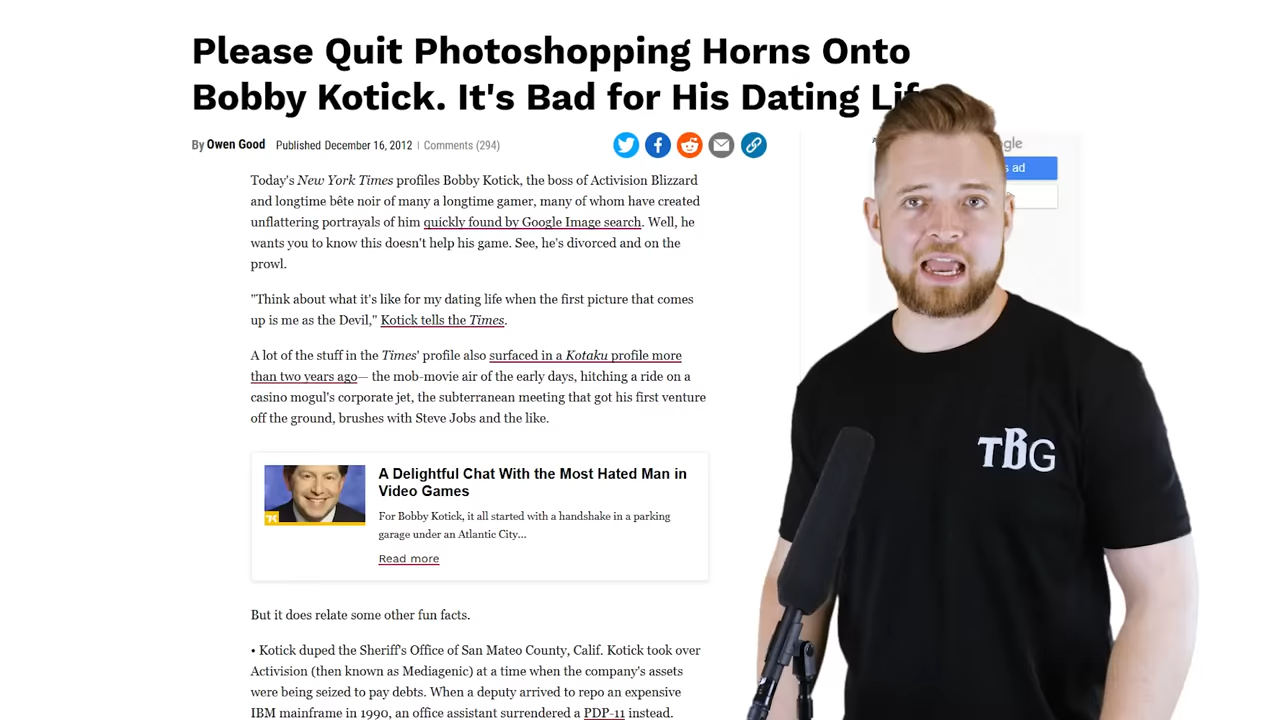 Please Quit Photoshopping Horns Onto
Bobby Kotick. It's Bad for His Dating
By Owen Good Published December 16, 2012 Comments (294)
Today's New York Times profiles Bobby Kotick, the boss of Activision Blizzard
and longtime bête noir of many a longtime gamer, many of whom have created
unflattering portrayals of him quickly found by Google Image search. Well, he
wants you to know this doesn't help his game. See, he's divorced and on the
prowl.
"Think about what it's like for my dating life when the first picture that comes
up is me as the Devil," Kotick tells the Times.
A lot of the stuff in the Times' profile also surfaced in a Kotaku profile more
than two years ago— the mob-movie air of the early days, hitching a ride on a
casino mogul's corporate jet, the subterranean meeting that got his first venture
off the ground, brushes with Steve Jobs and the like.
A Delightful Chat With the Most Hated Man in
Video Games
For Bobby Kotick, it all started with a handshake in a parking
garage under an Atlantic City...
Read more
But it does relate some other fun facts.
• Kotick duped the Sheriff's Office of San Mateo County, Calif. Kotick took over
Activision (then known as Mediagenic) at a time when the company's assets
were being seized to pay debts. When a deputy arrived to repo an expensive
IBM mainframe in 1990, an office assistant surrendered a PDP-11 instead.
ad
TBG